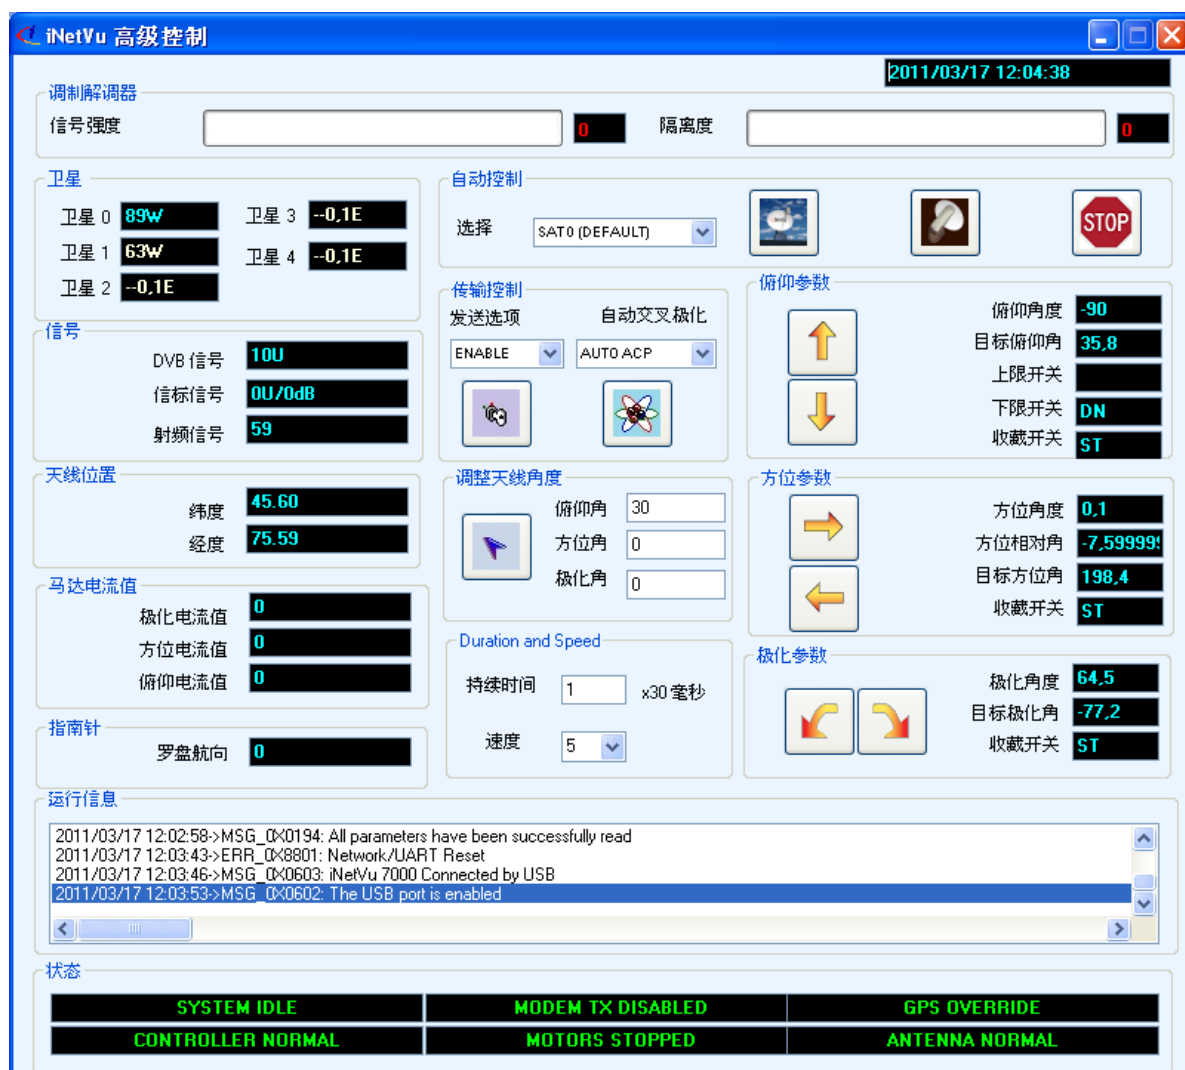 iNetVu 高级控制
2011/03/17 12:04:38
调制解调器
信号强度 0 隔离度 0
卫星
卫星 0 89W 卫星 3 --0,1E
卫星 1 63W 卫星 4 --0,1E
卫星 2 --0,1E
自动控制
选择 SAT0 (DEFAULT) STOP
信号
DVB 信号 10U
信标信号 0U/0dB
射频信号 59
传输控制
发送选项 自动交叉极化
ENABLE AUTO ACP
俯仰参数
俯仰角度 -90
目标俯仰角 35,8
上限开关
下限开关 DN
收藏开关 ST
天线位置
纬度 45.60
经度 75.59
调整天线角度
俯仰角 30
方位角 0
极化角 0
方位参数
方位角度 0,1
方位相对角 -7,599999
目标方位角 198,4
收藏开关 ST
马达电流值
极化电流值 0
方位电流值 0
俯仰电流值 0
Duration and Speed
持续时间 1 x30 毫秒
速度 5
极化参数
极化角度 64,5
目标极化角 -77,2
收藏开关 ST
指南针
罗盘航向 0
运行信息
2011/03/17 12:02:58->MSG_0X0194: All parameters have been successfully read
2011/03/17 12:03:43->ERR_0X8801: Network/UART Reset
2011/03/17 12:03:46->MSG_0X0603: iNetVu 7000 Connected by USB
2011/03/17 12:03:53->MSG_0X0602: The USB port is enabled
状态
SYSTEM IDLE MODEM TX DISABLED GPS OVERRIDE
CONTROLLER NORMAL MOTORS STOPPED ANTENNA NORMAL